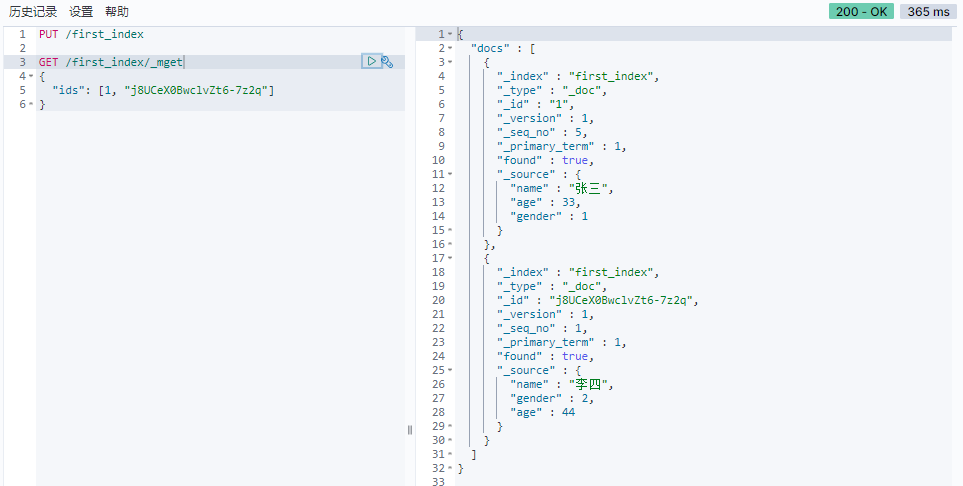 历史记录 设置 帮助
200 - OK 365 ms
1 PUT /first_index
2
3 GET /first_index/_mget
4 {
5 "ids": [1, "j8UCeX0BwclvZt6-7z2q"]
6 }
1 {
2 "docs" : [
3 {
4 "_index" : "first_index",
5 "_type" : "_doc",
6 "_id" : "1",
7 "_version" : 1,
8 "_seq_no" : 5,
9 "_primary_term" : 1,
10 "found" : true,
11 "_source" : {
12 "name" : "张三",
13 "age" : 33,
14 "gender" : 1
15 }
16 },
17 {
18 "_index" : "first_index",
19 "_type" : "_doc",
20 "_id" : "j8UCeX0BwclvZt6-7z2q",
21 "_version" : 1,
22 "_seq_no" : 1,
23 "_primary_term" : 1,
24 "found" : true,
25 "_source" : {
26 "name" : "李四",
27 "gender" : 2,
28 "age" : 44
29 }
30 }
31 ]
32 }
33